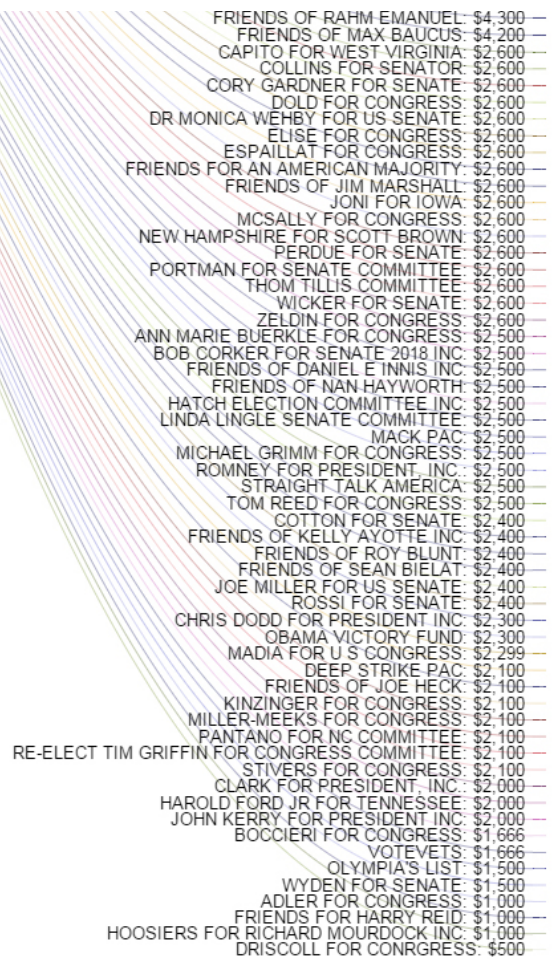 FRIENDS OF RAHM EMANUEL: $4,300
FRIENDS OF MAX BAUCUS: $4,200
CAPITO FOR WEST VIRGINIA: $2,600
COLLINS FOR SENATOR: $2,600
CORY GARDNER FOR SENATE: $2,600
DOLD FOR CONGRESS: $2,600
DR MONICA WEHBY FOR US SENATE: $2,600
ELISE FOR CONGRESS: $2,600
ESPAILLAT FOR CONGRESS: $2,600
FRIENDS FOR AN AMERICAN MAJORITY: $2,600
FRIENDS OF JIM MARSHALL: $2,600
JONI FOR IOWA: $2,600
MCSALLY FOR CONGRESS: $2,600
NEW HAMPSHIRE FOR SCOTT BROWN: $2,600
PERDUE FOR SENATE: $2,600
PORTMAN FOR SENATE COMMITTEE: $2,600
THOM TILLIS COMMITTEE: $2,600
WICKER FOR SENATE: $2,600
ZELDIN FOR CONGRESS: $2,600
ANN MARIE BUERKLE FOR CONGRESS: $2,500
BOB CORKER FOR SENATE 2018 INC: $2,500
FRIENDS OF DANIEL E INNIS INC: $2,500
FRIENDS OF NAN HAYWORTH: $2,500
HATCH ELECTION COMMITTEE INC: $2,500
LINDA LINGLE SENATE COMMITTEE: $2,500
MACK PAC: $2,500
MICHAEL GRIMM FOR CONGRESS: $2,500
ROMNEY FOR PRESIDENT, INC.: $2,500
STRAIGHT TALK AMERICA: $2,500
TOM REED FOR CONGRESS: $2,500
COTTON FOR SENATE: $2,400
FRIENDS OF KELLY AYOTTE INC: $2,400
FRIENDS OF ROY BLUNT: $2,400
FRIENDS OF SEAN BIELAT: $2,400
JOE MILLER FOR US SENATE: $2,400
ROSSI FOR SENATE: $2,400
CHRIS DODD FOR PRESIDENT INC: $2,300
OBAMA VICTORY FUND: $2,300
MADIA FOR U S CONGRESS: $2,299
DEEP STRIKE PAC: $2,100
FRIENDS OF JOE HECK: $2,100
KINZINGER FOR CONGRESS: $2,100
MILLER-MEEKS FOR CONGRESS: $2,100
PANTANO FOR NC COMMITTEE: $2,100
RE-ELECT TIM GRIFFIN FOR CONGRESS COMMITTEE: $2,100
STIVERS FOR CONGRESS: $2,100
CLARK FOR PRESIDENT, INC.: $2,000
HAROLD FORD JR FOR TENNESSEE: $2,000
JOHN KERRY FOR PRESIDENT INC: $2,000
BOCCIERI FOR CONGRESS: $1,666
VOTEVETS: $1,666
OLYMPIA'S LIST: $1,500
WYDEN FOR SENATE: $1,500
ADLER FOR CONGRESS: $1,000
FRIENDS FOR HARRY REID: $1,000
HOOSIERS FOR RICHARD MOURDOCK INC: $1,000
DRISCOLL FOR CONRGRESS: $500